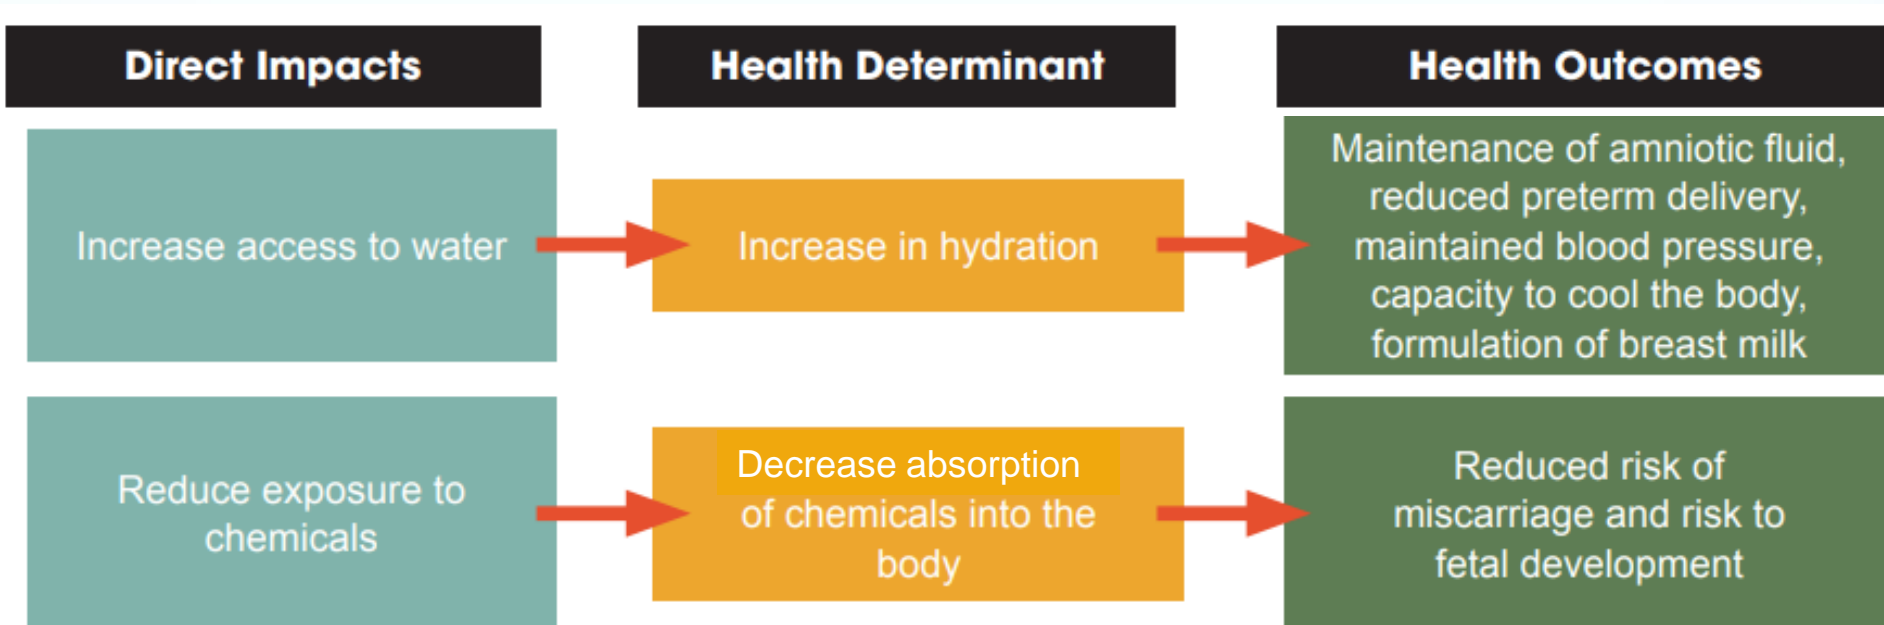 Direct Impacts
Health Determinant
Health Outcomes
Increase access to water
Increase in hydration
Maintenance of amniotic fluid,
reduced preterm delivery,
maintained blood pressure,
capacity to cool the body,
formulation of breast milk
Reduce exposure to
chemicals
Decrease absorption
of chemicals into the
body
Reduced risk of
miscarriage and risk to
fetal development